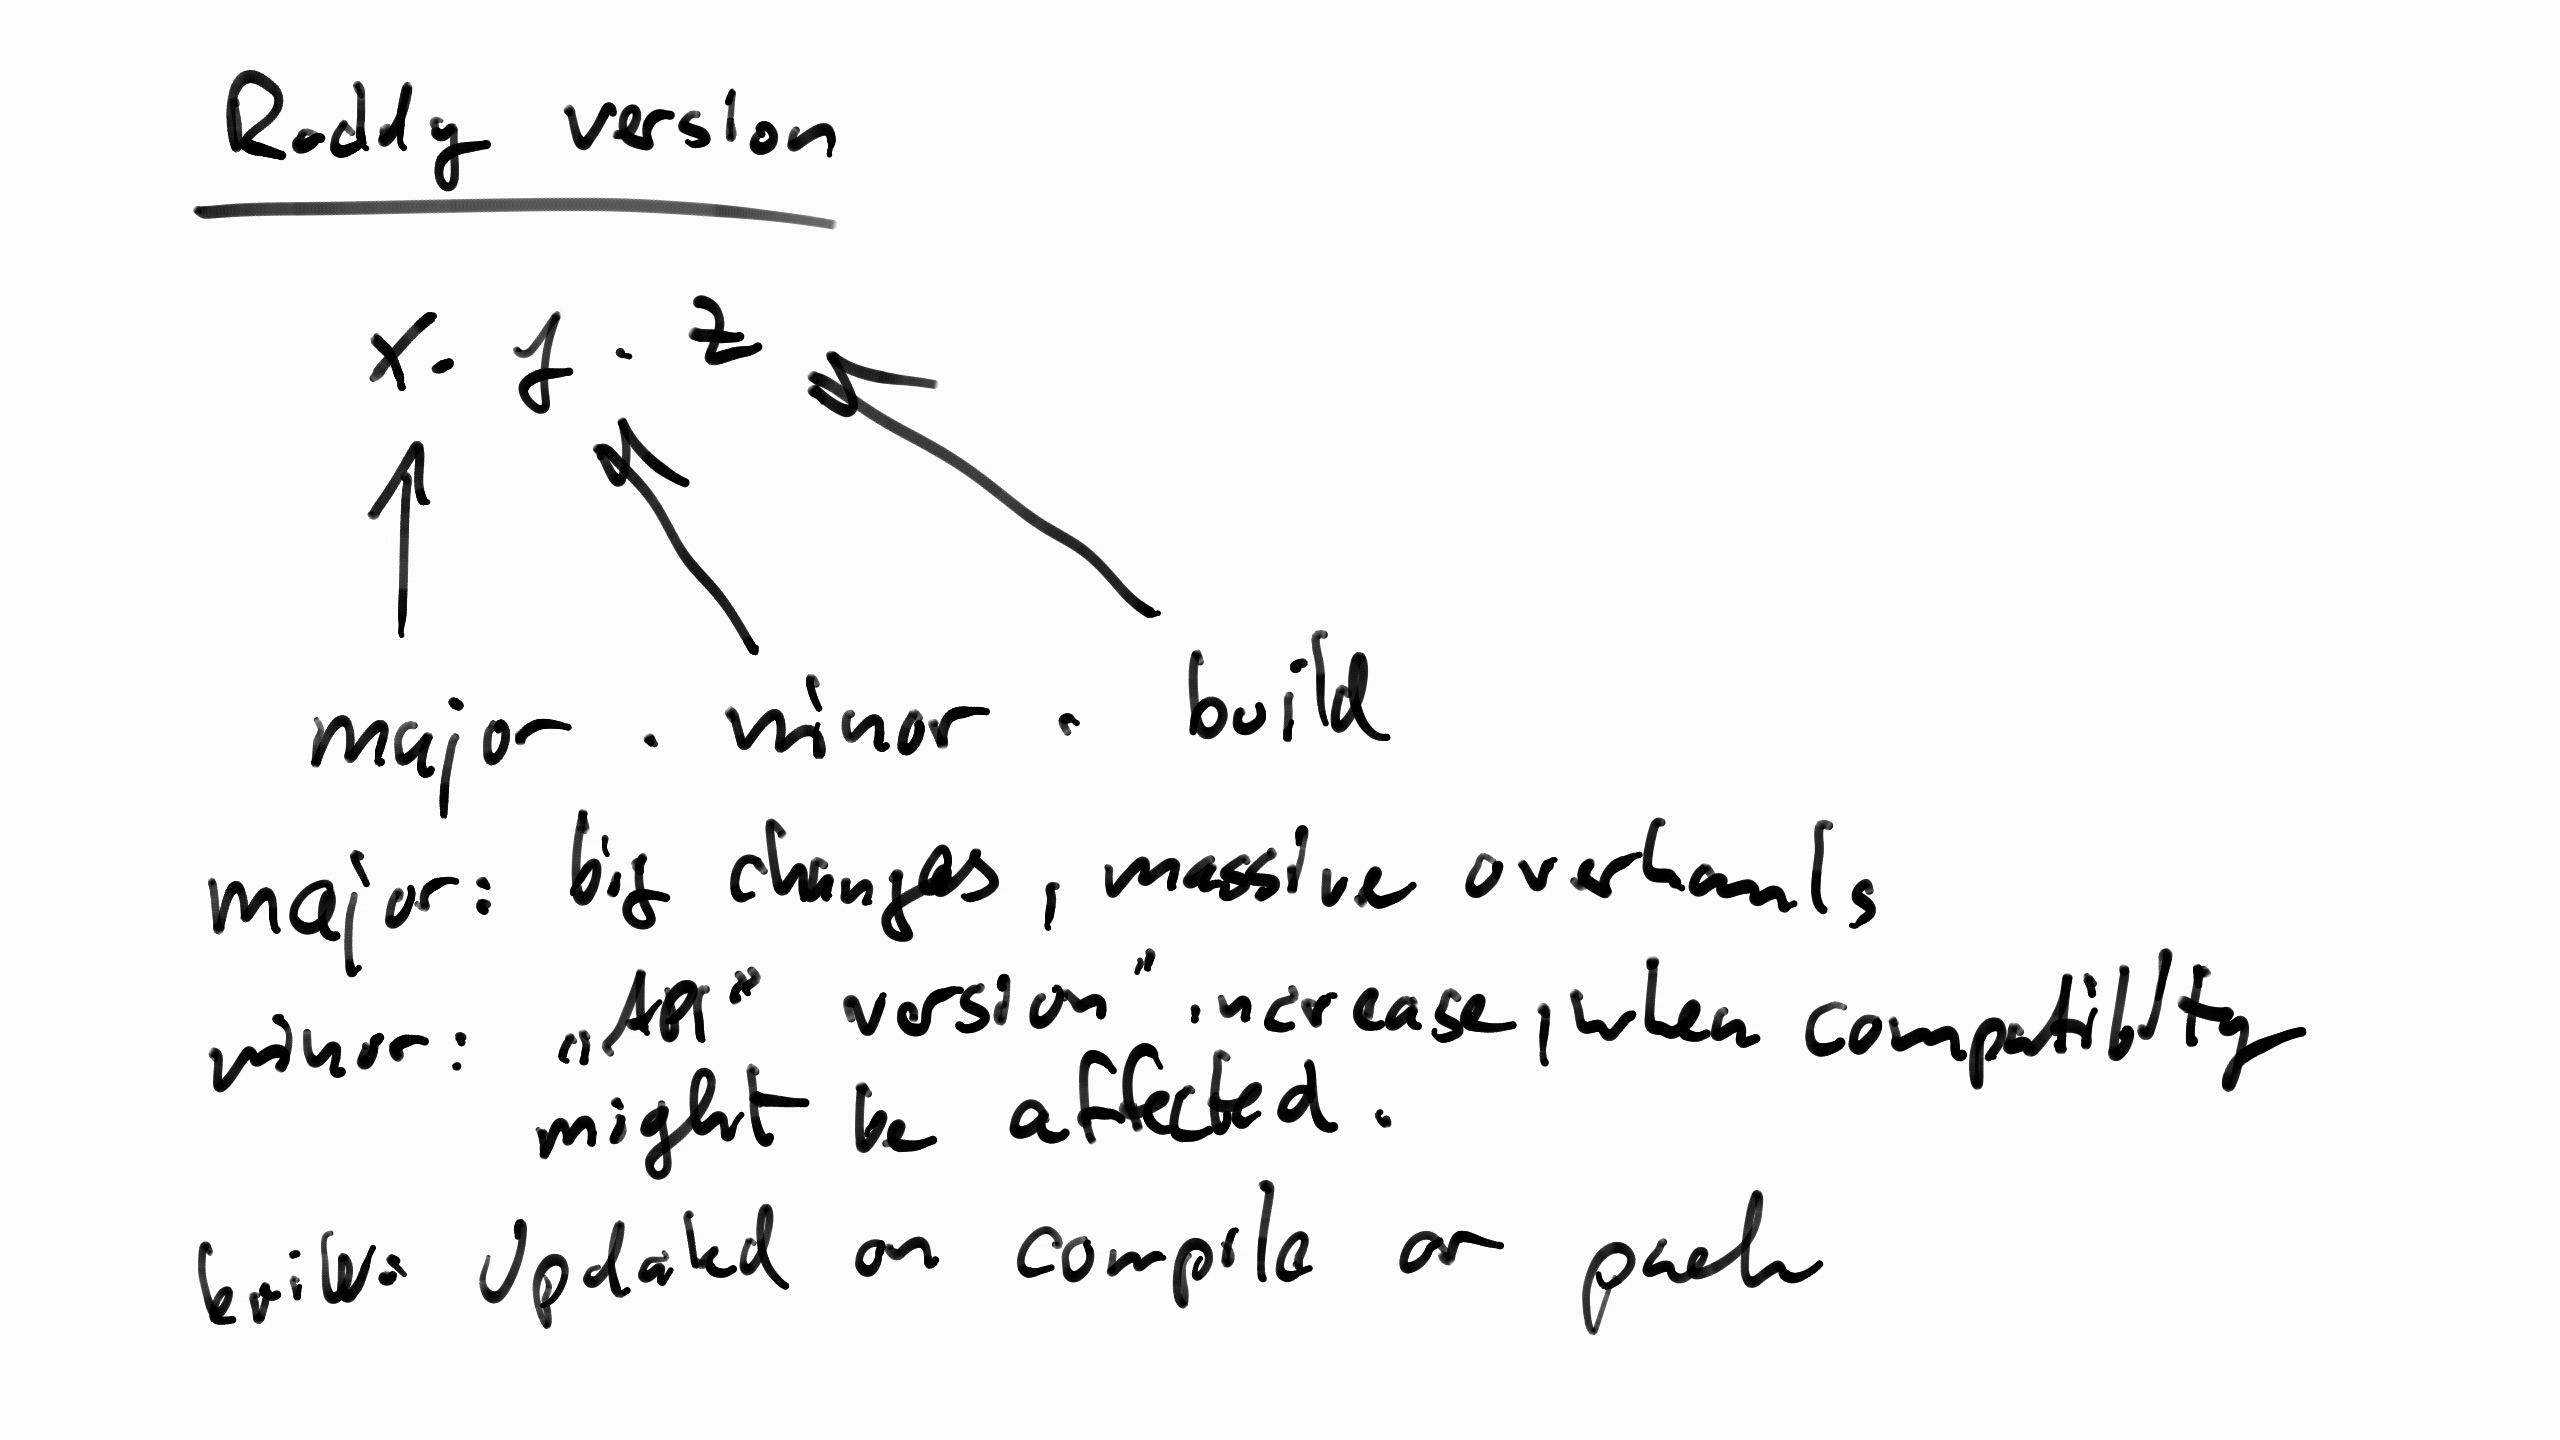 Roddy version
x. y . z
major . minor . build
major: big changes, massive overhauls
minor: „API" version" increase, when compatiblity
might be affected.
build: Updated on compile or pach